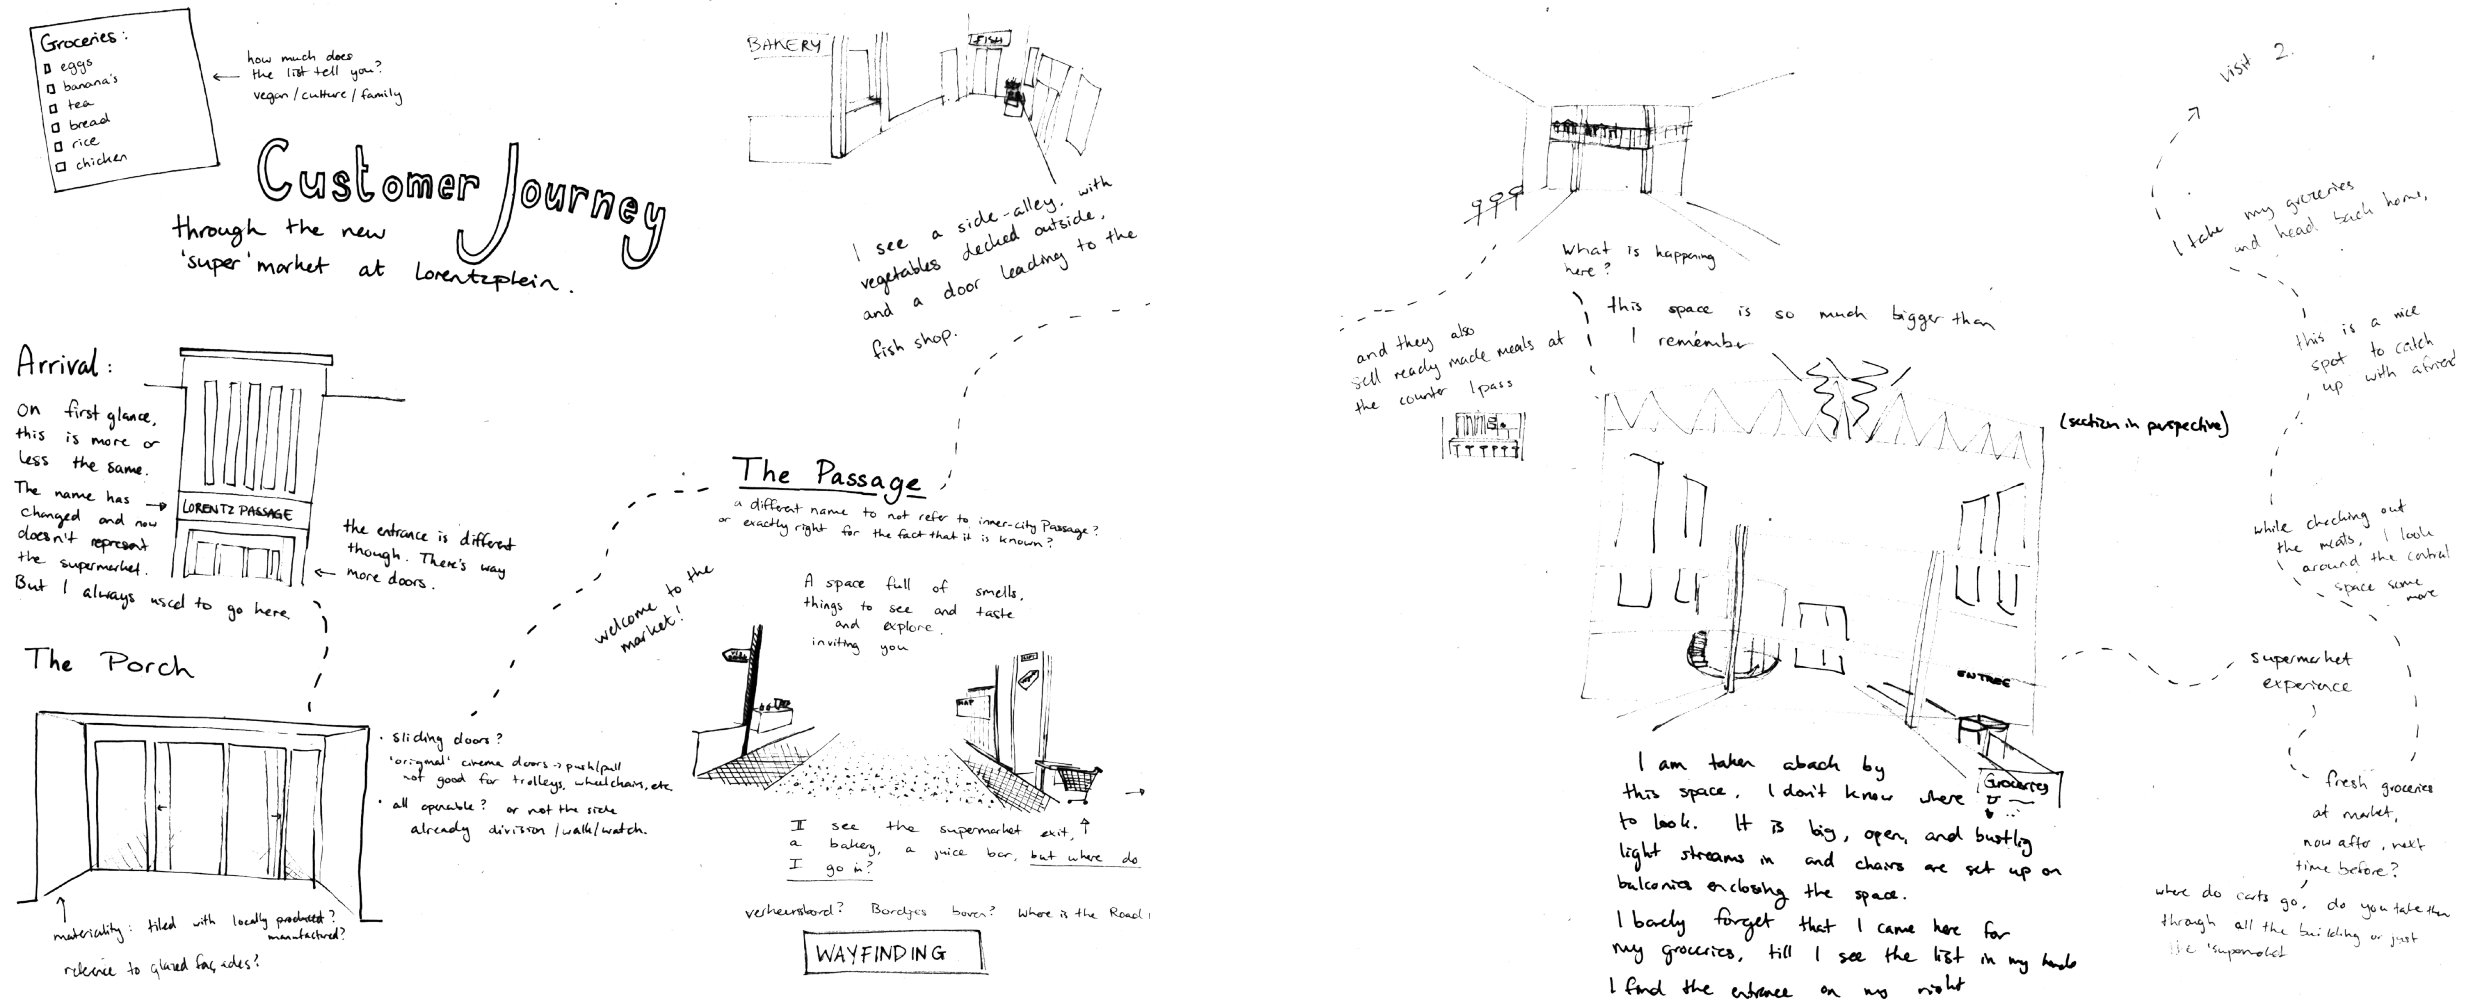 Groceries:
eggs
banana's
tea
bread
rice
chicken
how much does
the list tell you?
vegan/culture/family
Customer Journey
through the new
'super' market at Lorentzplein.
Arrival:
On first glance,
this is more or
less the same.
The name has
changed and now
doesn't represent
the supermarket.
But I always used to go here
LORENTZ PASSAGE
the entrance is different
though. There's way
more doors.
The Porch
• sliding doors?
'original' cinema doors → push/pull
not good for trolleys, wheelchairs, etc.
• all openable? or not the side
already division/walk/watch.
materiality: tiled with locally produced?
manufactured?
reference to glazed façades?
BAKERY
FISH
I see a side-alley, with
vegetables decked outside,
and a door leading to the
fish shop.
The Passage
a different name to not refer to inner-city Passage?
or exactly right for the fact that it is known?
welcome to the
market!
A space full of smells,
things to see and taste
and explore.
inviting you
MAP
I see the supermarket exit,
a bakery, a juice bar, but where do
I go in?
verkeersbord? Bordjes boven? Where is the Road
WAYFINDING
and they also
sell ready made meals at
the counter I pass
What is happening
here?
this space is so much bigger than
I remember
(section in perspective)
ENTREE
Groceries
I am taken aback by
this space. I don't know where
to look. It is big, open, and bustlig
light streams in and chairs are set up on
balconies enclosing the space.
I barely forget that I came here for
my groceries, till I see the list in my hands
I find the entrance on my right
supermarket
experience
fresh groceries
at market,
now after, next
time before?
where do carts go, do you take them
through all the building or just
the 'supermarket
while checking out
the meats, I look
around the central
space some
more
this is a nice
spot to catch
up with a friend
I take my groceries
and head back home,
visit 2.